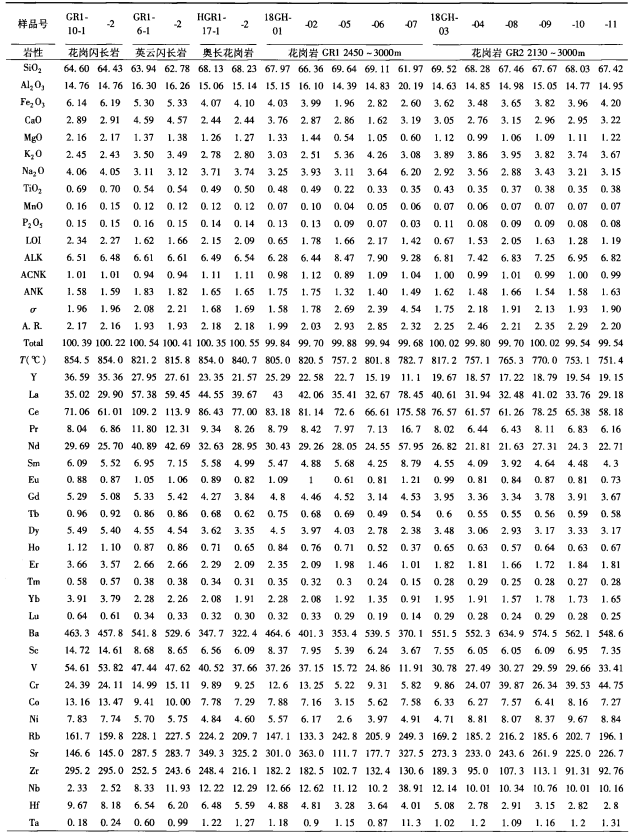 样品号 GR1-10-1 -2 GR1-6-1 -2 HGR1-17-1 -2 18GH-01 -02 -05 -06 -07 18GH-03 -04 -08 -09 -10 -11
岩性 花岗闪长岩 英云闪长岩 奥长花岗岩 花岗岩 GR1 2450~3000m 花岗岩 GR2 2130~3000m
SiO2 64.60 64.43 63.94 62.78 68.13 68.23 67.97 66.36 69.64 69.11 61.97 69.52 68.28 67.46 67.67 68.03 67.42
Al2O3 14.76 14.76 16.30 16.26 15.06 15.14 15.15 16.10 14.39 14.83 20.19 14.63 14.85 14.98 15.05 14.77 14.95
Fe2O3 6.14 6.19 5.30 5.33 4.07 4.10 4.03 3.99 1.96 2.82 2.60 3.62 3.48 3.65 3.82 3.96 4.20
CaO 2.89 2.91 4.59 4.57 2.44 2.44 3.76 2.87 2.86 1.62 3.19 3.05 2.76 3.15 2.96 2.95 3.22
MgO 2.16 2.17 1.37 1.38 1.26 1.27 1.33 1.44 0.54 1.05 0.60 1.12 0.99 1.06 1.09 1.11 1.22
K2O 2.45 2.43 3.50 3.49 2.78 2.80 3.03 2.51 5.36 4.26 3.08 3.89 3.86 3.95 3.82 3.74 3.67
Na2O 4.06 4.05 3.11 3.12 3.71 3.74 3.25 3.93 3.11 3.64 6.20 2.92 3.56 2.88 3.43 3.21 3.15
TiO2 0.69 0.70 0.54 0.54 0.49 0.50 0.48 0.49 0.22 0.33 0.35 0.43 0.35 0.37 0.38 0.35 0.38
MnO 0.16 0.15 0.12 0.12 0.12 0.12 0.07 0.10 0.04 0.05 0.06 0.07 0.06 0.07 0.07 0.07 0.07
P2O5 0.15 0.15 0.16 0.15 0.14 0.14 0.13 0.13 0.09 0.07 0.03 0.11 0.08 0.09 0.09 0.08 0.08
LOI 2.34 2.27 1.62 1.66 2.15 2.09 0.65 1.78 1.66 2.17 1.42 0.67 1.53 2.05 1.63 1.28 1.19
ALK 6.51 6.48 6.61 6.61 6.49 6.54 6.28 6.44 8.47 7.90 9.28 6.81 7.42 6.83 7.25 6.95 6.82
ACNK 1.01 1.01 0.94 0.94 1.11 1.11 0.98 1.12 0.89 1.09 1.04 1.00 0.99 1.01 0.99 1.00 0.99
ANK 1.58 1.59 1.83 1.82 1.65 1.65 1.75 1.75 1.32 1.40 1.49 1.62 1.48 1.66 1.54 1.58 1.63
σ 1.96 1.96 2.08 2.21 1.68 1.69 1.58 1.78 2.69 2.39 4.54 1.75 2.18 1.91 2.13 1.93 1.90
A.R. 2.17 2.16 1.93 1.93 2.18 2.18 1.99 2.03 2.93 2.85 2.32 2.25 2.46 2.21 2.35 2.29 2.20
Total 100.39 100.22 100.54 100.41 100.35 100.55 99.84 99.70 99.88 99.94 99.68 100.02 99.80 99.70 100.02 99.54 99.54
T(℃) 854.5 854.0 821.2 815.8 854.0 840.7 805.0 820.5 757.2 801.8 782.7 817.2 757.1 765.3 770.0 753.1 751.4
Y 36.59 35.36 27.95 27.61 23.35 21.57 25.29 22.58 22.7 15.19 11.1 19.67 18.57 17.22 18.79 19.54 19.15
La 35.02 29.90 57.38 59.45 44.55 39.67 43 42.06 35.41 32.67 78.45 40.61 31.94 32.48 41.02 33.76 29.18
Ce 71.06 61.01 109.2 113.9 86.43 77.00 83.18 81.14 72.6 66.61 175.58 76.57 61.57 61.26 78.25 65.38 58.18
Pr 8.04 6.86 11.80 12.31 9.34 8.26 8.79 8.42 7.97 7.13 16.7 8.02 6.44 6.43 8.11 6.83 6.16
Nd 29.69 25.70 40.89 42.69 32.63 28.95 30.43 29.26 28.05 24.55 57.95 26.82 21.81 21.63 27.31 24.3 22.71
Sm 6.09 5.52 6.95 7.15 5.58 4.99 5.47 4.88 5.68 4.25 8.79 4.55 4.09 3.92 4.64 4.48 4.3
Eu 0.88 0.87 1.05 1.06 0.89 0.82 1.09 1 0.61 0.81 1.21 0.99 0.81 0.84 0.87 0.81 0.73
Gd 5.29 5.08 5.33 5.42 4.27 3.84 4.8 4.46 4.52 3.14 4.53 3.95 3.36 3.34 3.78 3.91 3.67
Tb 0.96 0.92 0.86 0.86 0.68 0.62 0.75 0.68 0.69 0.49 0.54 0.6 0.55 0.55 0.56 0.59 0.58
Dy 5.49 5.40 4.55 4.54 3.62 3.35 4.5 3.97 4.03 2.78 2.38 3.48 3.06 2.93 3.17 3.33 3.17
Ho 1.12 1.10 0.87 0.86 0.71 0.65 0.84 0.76 0.71 0.52 0.37 0.65 0.63 0.57 0.64 0.63 0.67
Er 3.66 3.57 2.66 2.66 2.29 2.09 2.35 2.09 1.98 1.46 1.01 1.82 1.81 1.66 1.72 1.84 1.81
Tm 0.58 0.57 0.38 0.38 0.34 0.31 0.35 0.32 0.3 0.24 0.15 0.28 0.29 0.25 0.28 0.27 0.28
Yb 3.91 3.79 2.28 2.26 2.08 1.91 2.28 2.08 1.92 1.35 0.91 1.95 1.91 1.57 1.78 1.73 1.65
Lu 0.64 0.61 0.34 0.33 0.32 0.30 0.32 0.33 0.29 0.19 0.14 0.29 0.28 0.24 0.29 0.28 0.25
Ba 463.3 457.8 541.8 529.6 347.7 322.4 464.6 401.3 353.4 539.5 370.1 551.5 552.3 634.9 574.5 562.1 548.6
Sc 14.72 14.61 8.68 8.65 6.56 6.09 8.37 7.95 5.39 6.24 3.67 7.55 6.05 6.05 6.09 6.95 7.35
V 54.61 53.82 47.44 47.62 40.52 37.66 37.26 37.15 15.72 24.86 11.91 30.78 27.49 30.27 29.59 29.66 33.41
Cr 24.39 24.11 14.99 15.11 9.89 9.25 12.6 13.25 5.22 9.31 5.82 9.86 24.07 39.87 26.34 39.53 44.75
Co 13.16 13.47 9.41 10.00 7.78 7.29 7.88 7.16 3.15 5.62 7.58 6.33 6.27 7.57 6.41 8.16 7.27
Ni 7.83 7.74 5.70 5.75 4.84 4.60 5.57 6.17 2.6 3.97 4.91 4.71 8.81 8.07 8.37 9.67 8.84
Rb 161.7 159.8 228.1 227.5 224.2 209.7 147.1 133.3 242.8 205.9 249.3 169.2 185.2 216.2 185.6 202.7 196.1
Sr 146.6 145.0 287.5 283.7 349.3 325.2 301.0 363.0 111.7 177.7 327.5 273.3 233.0 243.6 261.9 225.0 226.7
Zr 295.2 295.0 252.5 243.6 248.4 216.1 182.2 182.5 102.7 132.4 130.6 189.3 95.0 107.3 113.1 91.31 92.76
Nb 2.33 2.52 8.33 11.93 12.22 12.29 12.66 12.62 11.12 10.2 38.91 12.14 10.01 10.34 10.76 10.01 10.16
Hf 9.67 8.18 6.54 6.20 6.48 5.59 4.88 4.81 3.28 3.64 4.01 5.08 2.78 2.91 3.15 2.82 2.8
Ta 0.18 0.24 0.60 0.99 1.22 1.27 1.18 0.9 1.15 0.87 11.3 1.02 1.2 1.09 1.16 1.2 1.31